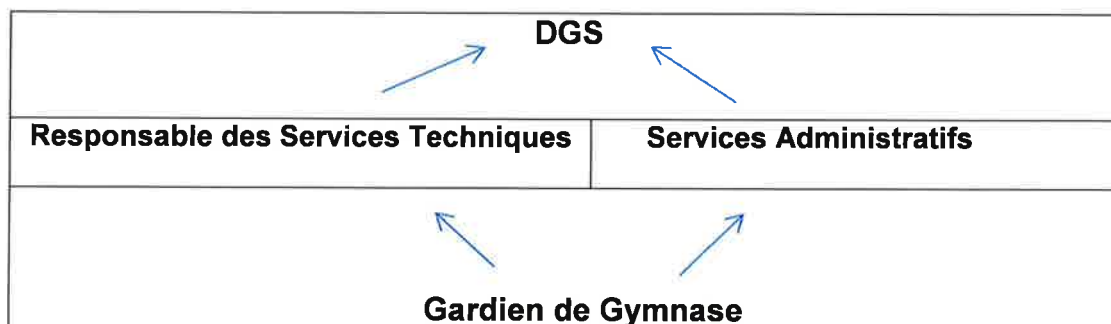 DGS
Responsable des Services Techniques
Services Administratifs
Gardien de Gymnase